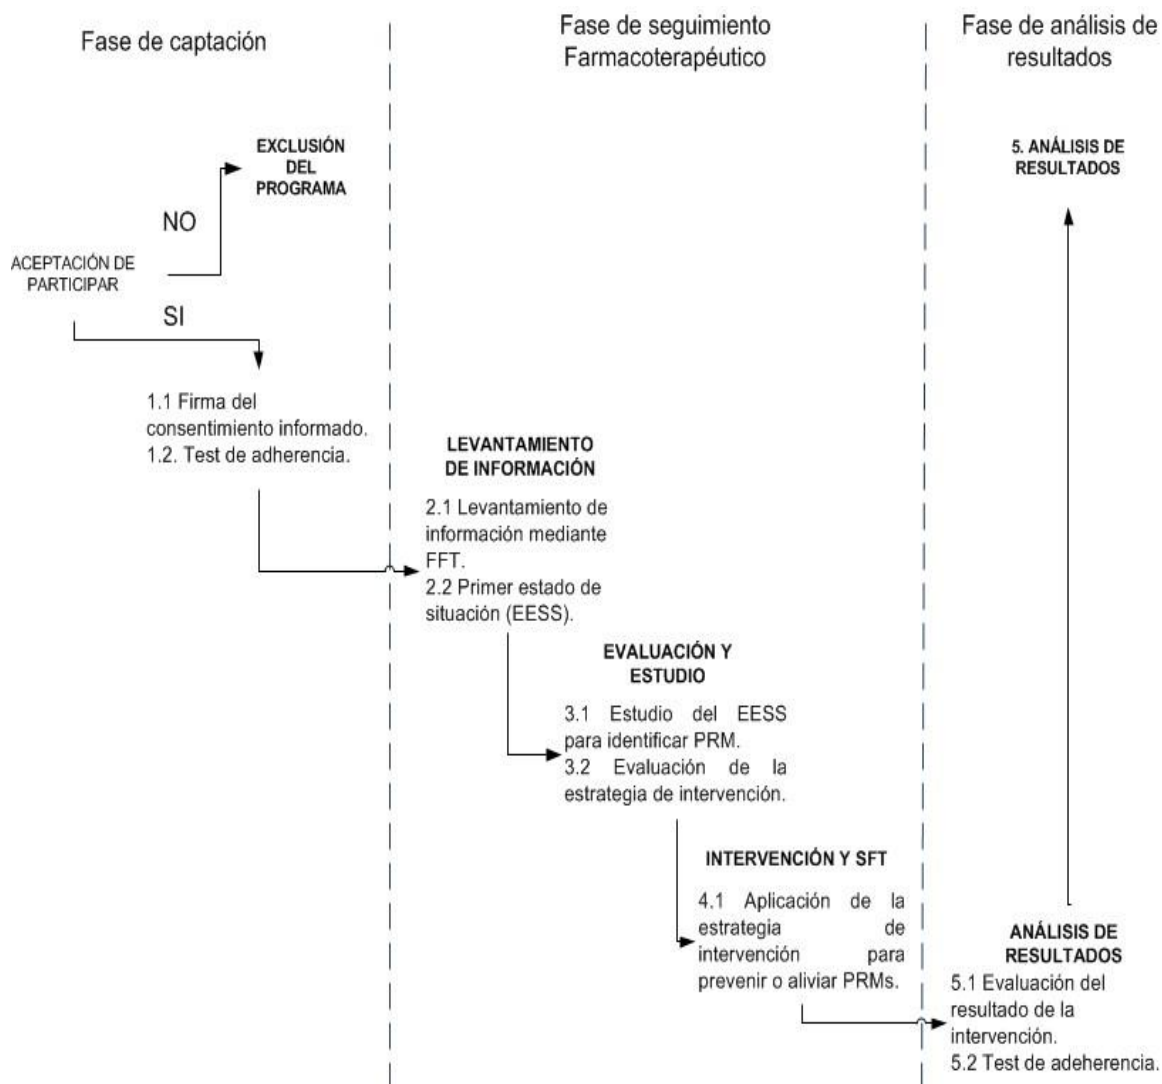 Fase de captación
Fase de seguimiento
Farmacoterapéutico
Fase de análisis de
resultados
EXCLUSIÓN
DEL
PROGRAMA
NO
ACEPTACIÓN DE
PARTICIPAR
SI
1.1 Firma del
consentimiento informado.
1.2. Test de adherencia.
LEVANTAMIENTO
DE INFORMACIÓN
2.1 Levantamiento de
información mediante
FFT.
2.2 Primer estado de
situación (EESS).
EVALUACIÓN Y
ESTUDIO
3.1 Estudio del EESS
para identificar PRM.
3.2 Evaluación de la
estrategia de intervención.
INTERVENCIÓN Y SFT
4.1 Aplicación de la
estrategia de
intervención para
prevenir o aliviar PRMs.
5. ANÁLISIS DE
RESULTADOS
ANÁLISIS DE
RESULTADOS
5.1 Evaluación del
resultado de la
intervención.
5.2 Test de adeherencia.